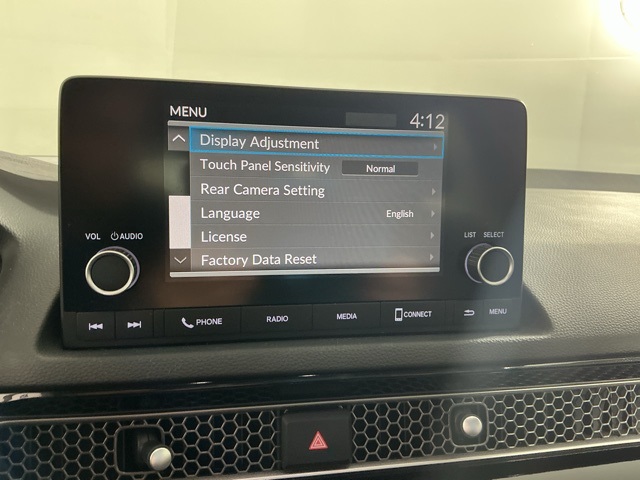 MENU
4:12
Display Adjustment
Touch Panel Sensitivity Normal
Rear Camera Setting
Language English
License
Factory Data Reset
VOL AUDIO
LIST SELECT
PHONE RADIO MEDIA CONNECT MENU